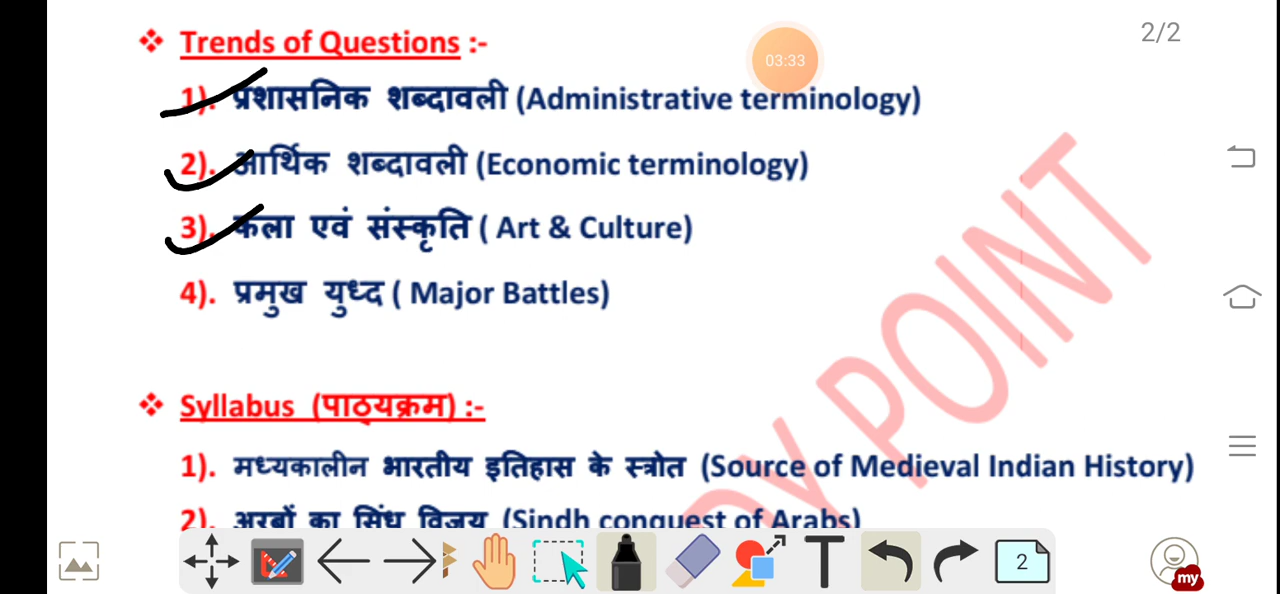 ❖ Trends of Questions :-
2/2
03:33
1). प्रशासनिक शब्दावली (Administrative terminology)
2). आर्थिक शब्दावली (Economic terminology)
3). कला एवं संस्कृति ( Art & Culture)
4). प्रमुख युध्द ( Major Battles)
❖ Syllabus (पाठ्यक्रम) :-
1). मध्यकालीन भारतीय इतिहास के स्त्रोत (Source of Medieval Indian History)
2). अरबों का सिंध विजय (Sindh conquest of Arabs)
DY POINT
T
2
my